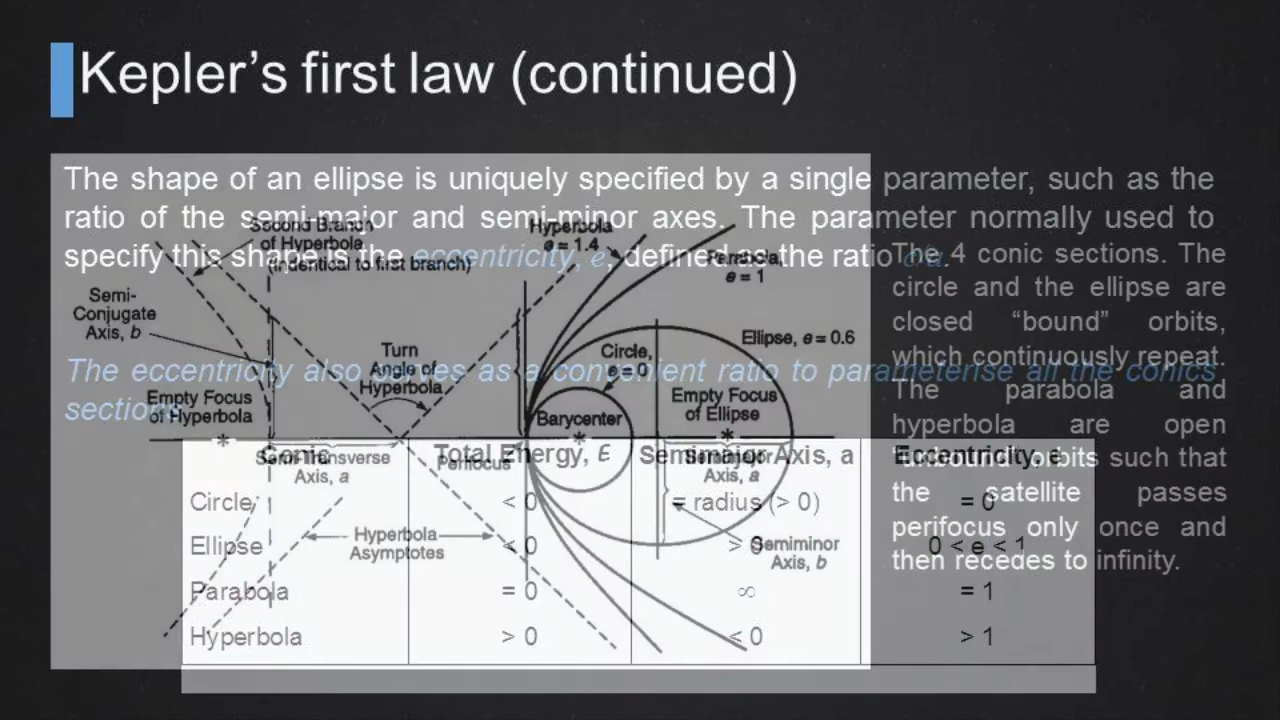 Kepler's first law (continued)
The shape of an ellipse is uniquely specified by a single parameter, such as the
ratio of the semi-major and semi-minor axes. The parameter normally used to
specify this shape is the eccentricity, e, defined as the ratio
The eccentricity also as a convenient ratio to parameterise all the conics
Second Branch
of Hyperbola
(Indentical to first branch)
Hyperbola
e = 1.4
Parabola,
e = 1
Semi-
Conjugate
Axis, b
Turn
Angle of
Hyperbola
Circle,
e = 0
Ellipse, e = 0.6
Empty Focus
of Hyperbola
Barycenter
Empty Focus
of Ellipse
Semi-Transverse
Axis, a
Perifocus
Semimajor
Axis, a
Hyperbola
Asymptotes
Semiminor
Axis, b
The 4 conic sections. The
circle and the ellipse are
closed “bound” orbits,
which continuously repeat.
The parabola and
hyperbola are open
“unbound” orbits such that
the satellite passes
perifocus only once and
then recedes to infinity.
Conic Total Energy, E Semimajor Axis, a Eccentricity, e
Circle < 0 = radius (> 0) = 0
Ellipse < 0 > 0 0 < e < 1
Parabola = 0 ∞ = 1
Hyperbola > 0 < 0 > 1